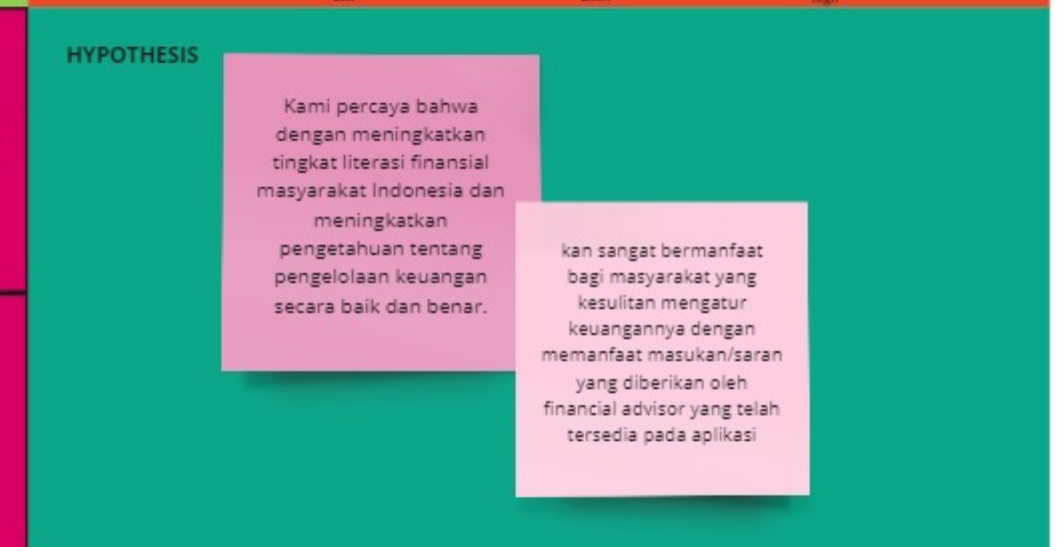 HYPOTHESIS
Kami percaya bahwa
dengan meningkatkan
tingkat literasi finansial
masyarakat Indonesia dan
meningkatkan
pengetahuan tentang
pengelolaan keuangan
secara baik dan benar.
kan sangat bermanfaat
bagi masyarakat yang
kesulitan mengatur
keuangannya dengan
memanfaat masukan/saran
yang diberikan oleh
financial advisor yang telah
tersedia pada aplikasi